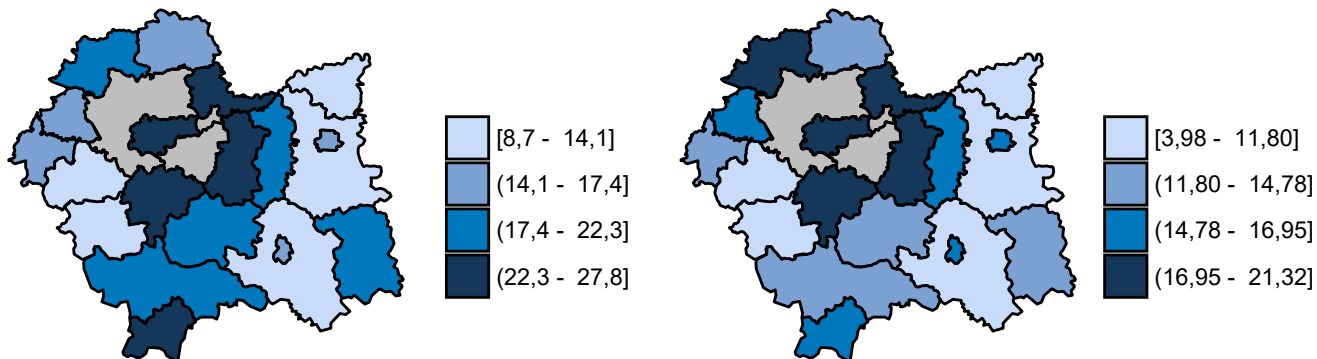 [8,7 - 14,1]
(14,1 - 17,4]
(17,4 - 22,3]
(22,3 - 27,8]
[3,98 - 11,80]
(11,80 - 14,78]
(14,78 - 16,95]
(16,95 - 21,32]